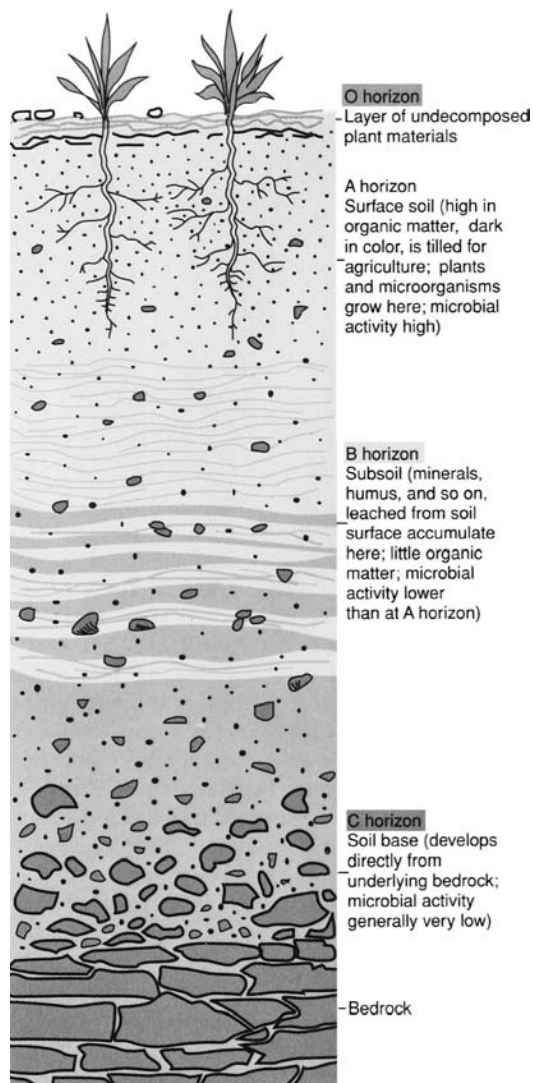 O horizon
Layer of undecomposed
plant materials
A horizon
Surface soil (high in
organic matter, dark
in color, is tilled for
agriculture; plants
and microorganisms
grow here; microbial
activity high)
B horizon
Subsoil (minerals,
humus, and so on,
leached from soil
surface accumulate
here; little organic
matter; microbial
activity lower
than at A horizon)
C horizon
Soil base (develops
directly from
underlying bedrock;
microbial activity
generally very low)
Bedrock